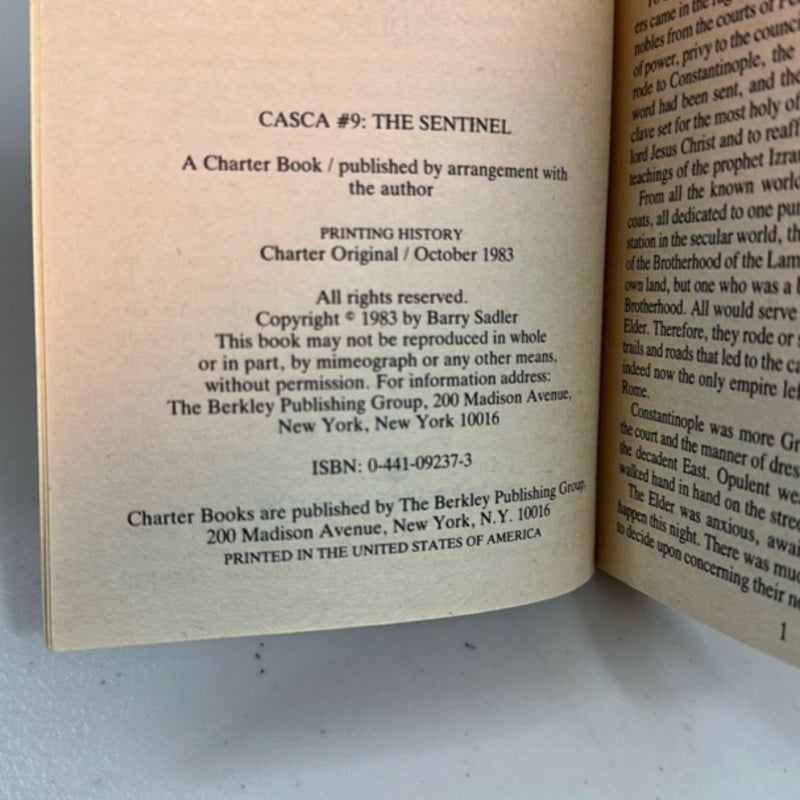 CASCA #9: THE SENTINEL
A Charter Book / published by arrangement with
the author
PRINTING HISTORY
Charter Original / October 1983
All rights reserved.
Copyright © 1983 by Barry Sadler
This book may not be reproduced in whole
or in part, by mimeograph or any other means,
without permission. For information address:
The Berkley Publishing Group, 200 Madison Avenue,
New York, New York 10016
ISBN: 0-441-09237-3
Charter Books are published by The Berkley Publishing Group,
200 Madison Avenue, New York, N.Y. 10016
PRINTED IN THE UNITED STATES OF AMERICA
ers came in the
nobles from the courts of
of power, privy to the counc
rode to Constantinople, the
word had been sent, and the
clave set for the most holy of
lord Jesus Christ and to reaff
teachings of the prophet Izra
From all the known world
coats, all dedicated to one pur
station in the secular world, th
of the Brotherhood of the Lam
own land, but one who was a
Brotherhood. All would serve
Elder. Therefore, they rode or
trails and roads that led to the ca
indeed now the only empire lef
Rome.
Constantinople was more Gr
the court and the manner of dres
the decadent East. Opulent we
walked hand in hand on the stree
The Elder was anxious, awai
happen this night. There was muc
to decide upon concerning their n
1